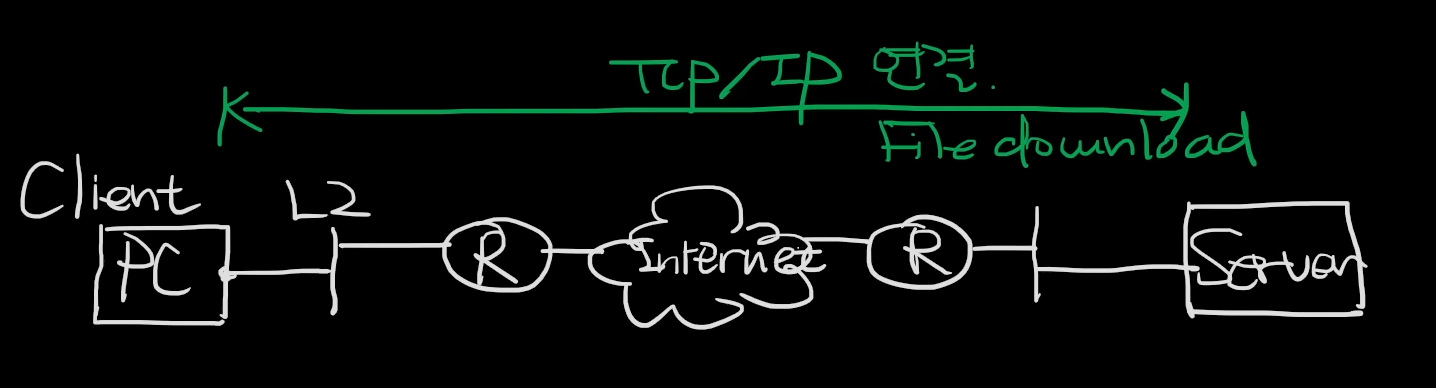 TCP/IP 연결.
File download
Client
L2
PC
R
Internet
R
Server